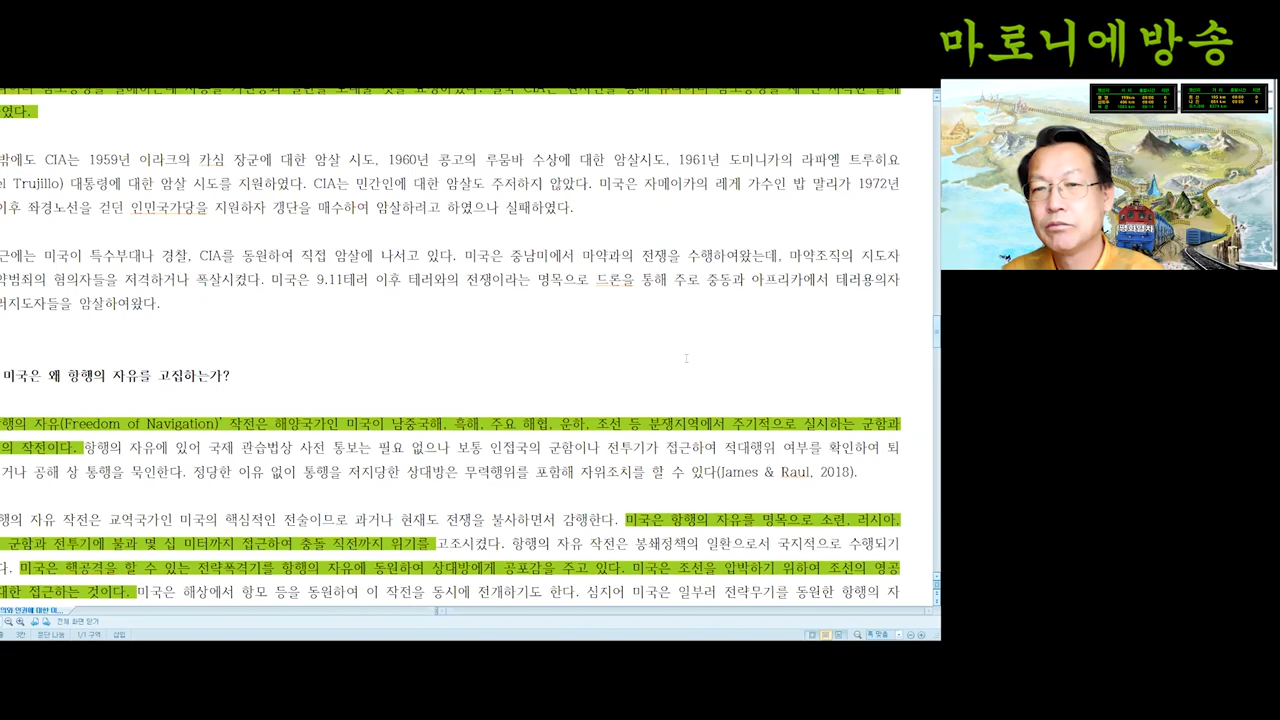 마로니에방송
였다.
밖에도 CIA는 1959년 이라크의 카심 장군에 대한 암살 시도, 1960년 콩고의 루뭄바 수상에 대한 암살시도, 1961년 도미니카의 라파엘 트루히요
el Trujillo) 대통령에 대한 암살 시도를 지원하였다. CIA는 민간인에 대한 암살도 주저하지 않았다. 미국은 자메이카의 레게 가수인 밥 말리가 1972년
이후 좌경노선을 걷던 인민국가당을 지원하자 갱단을 매수하여 암살하려고 하였으나 실패하였다.
근에는 미국이 특수부대나 경찰, CIA를 동원하여 직접 암살에 나서고 있다. 미국은 중남미에서 마약과의 전쟁을 수행하여왔는데, 마약조직의 지도자
약범죄의 혐의자들을 저격하거나 폭살시켰다. 미국은 9.11테러 이후 테러와의 전쟁이라는 명목으로 드론을 통해 주로 중동과 아프리카에서 테러용의자
러지도자들을 암살하여왔다.
미국은 왜 항행의 자유를 고집하는가?
행의 자유(Freedom of Navigation)' 작전은 해양국가인 미국이 남중국해, 흑해, 주요 해협, 운하, 조선 등 분쟁지역에서 주기적으로 실시하는 군함과
의 작전이다. 항행의 자유에 있어 국제 관습법상 사전 통보는 필요 없으나 보통 인접국의 군함이나 전투기가 접근하여 적대행위 여부를 확인하여 퇴
거나 공해 상 통행을 묵인한다. 정당한 이유 없이 통행을 저지당한 상대방은 무력행위를 포함해 자위조치를 할 수 있다(James & Raul, 2018).
행의 자유 작전은 교역국가인 미국의 핵심적인 전술이므로 과거나 현재도 전쟁을 불사하면서 감행한다. 미국은 항행의 자유를 명목으로 소련, 러시아,
군함과 전투기에 불과 몇 십 미터까지 접근하여 충돌 직전까지 위기를 고조시켰다. 항행의 자유 작전은 봉쇄정책의 일환으로서 국지적으로 수행되기
다. 미국은 핵공격을 할 수 있는 전략폭격기를 항행의 자유에 동원하여 상대방에게 공포감을 주고 있다. 미국은 조선을 압박하기 위하여 조선의 영공
대한 접근하는 것이다. 미국은 해상에서 항모 등을 동원하여 이 작전을 동시에 전개하기도 한다. 심지어 미국은 일부러 전략무기를 동원한 항행의 자
전체 화면 닫기
3칸 문단 나눔 1/1 구역 삽입
폭 맞춤
평화열차